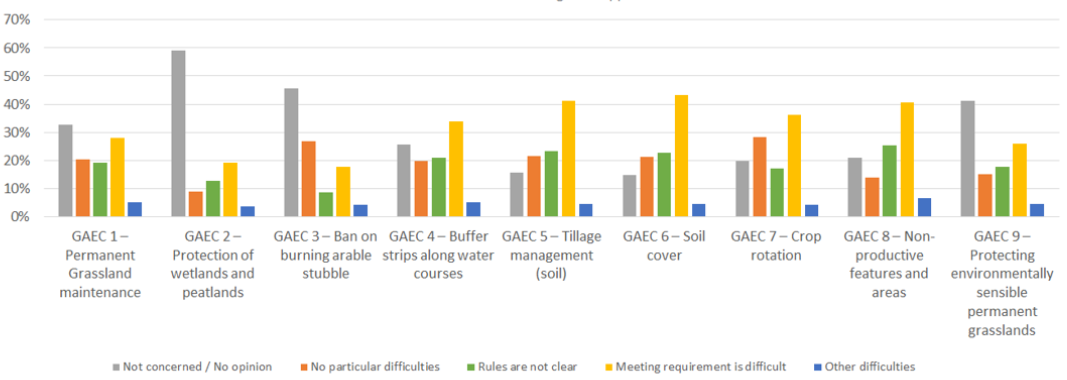 70%
60%
50%
40%
30%
20%
10%
0%
GAEC 1 –
Permanent
Grassland
maintenance
GAEC 2 –
Protection of
wetlands and
peatlands
GAEC 3 – Ban on
burning arable
stubble
GAEC 4 – Buffer
strips along water
courses
GAEC 5 – Tillage
management
(soil)
GAEC 6 – Soil
cover
GAEC 7 – Crop
rotation
GAEC 8 – Non-
productive
features and
areas
GAEC 9 –
Protecting
environmentally
sensible
permanent
grasslands
Not concerned / No opinion
No particular difficulties
Rules are not clear
Meeting requirement is difficult
Other difficulties